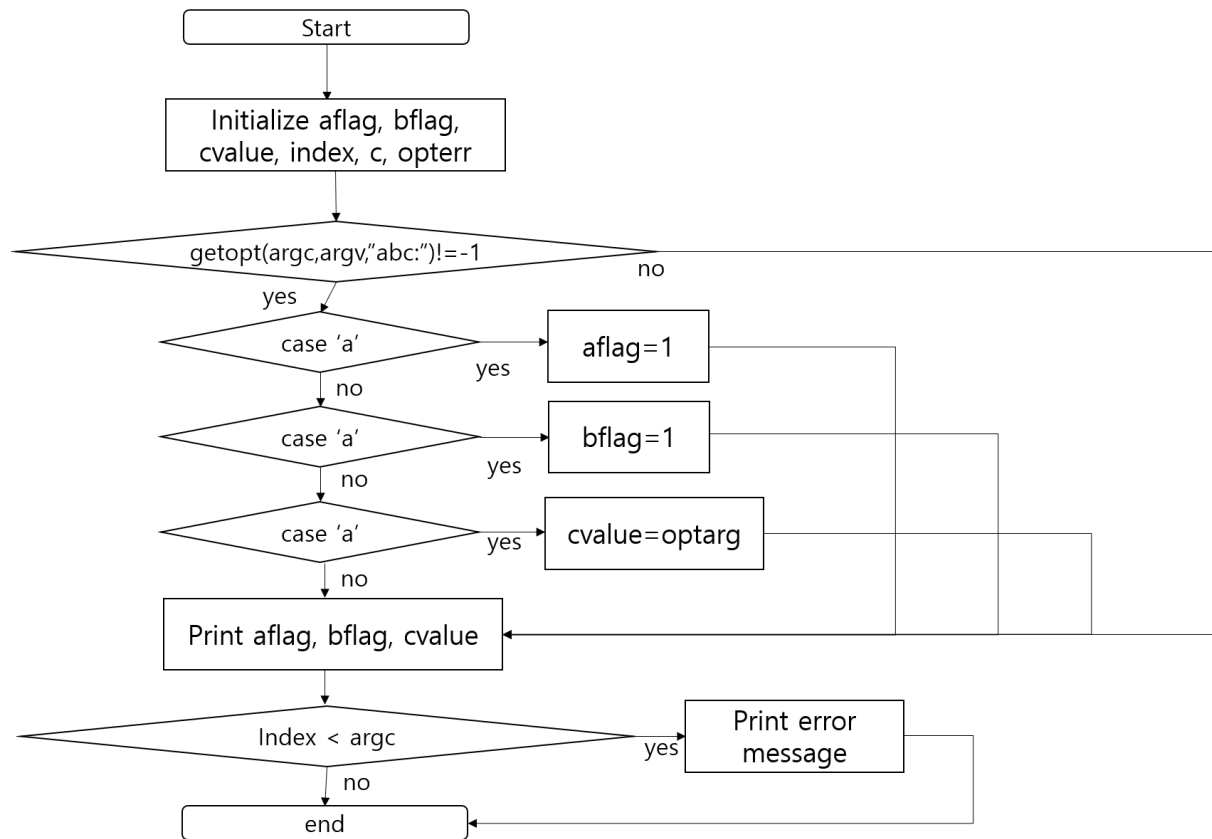 Start
Initialize aflag, bflag,
cvalue, index, c, opterr
getopt(argc,argv,”abc:”)!=-1
no
yes
case ‘a’
yes
aflag=1
no
case ‘a’
yes
bflag=1
no
case ‘a’
yes
cvalue=optarg
no
Print aflag, bflag, cvalue
Index < argc
yes
Print error
message
no
end